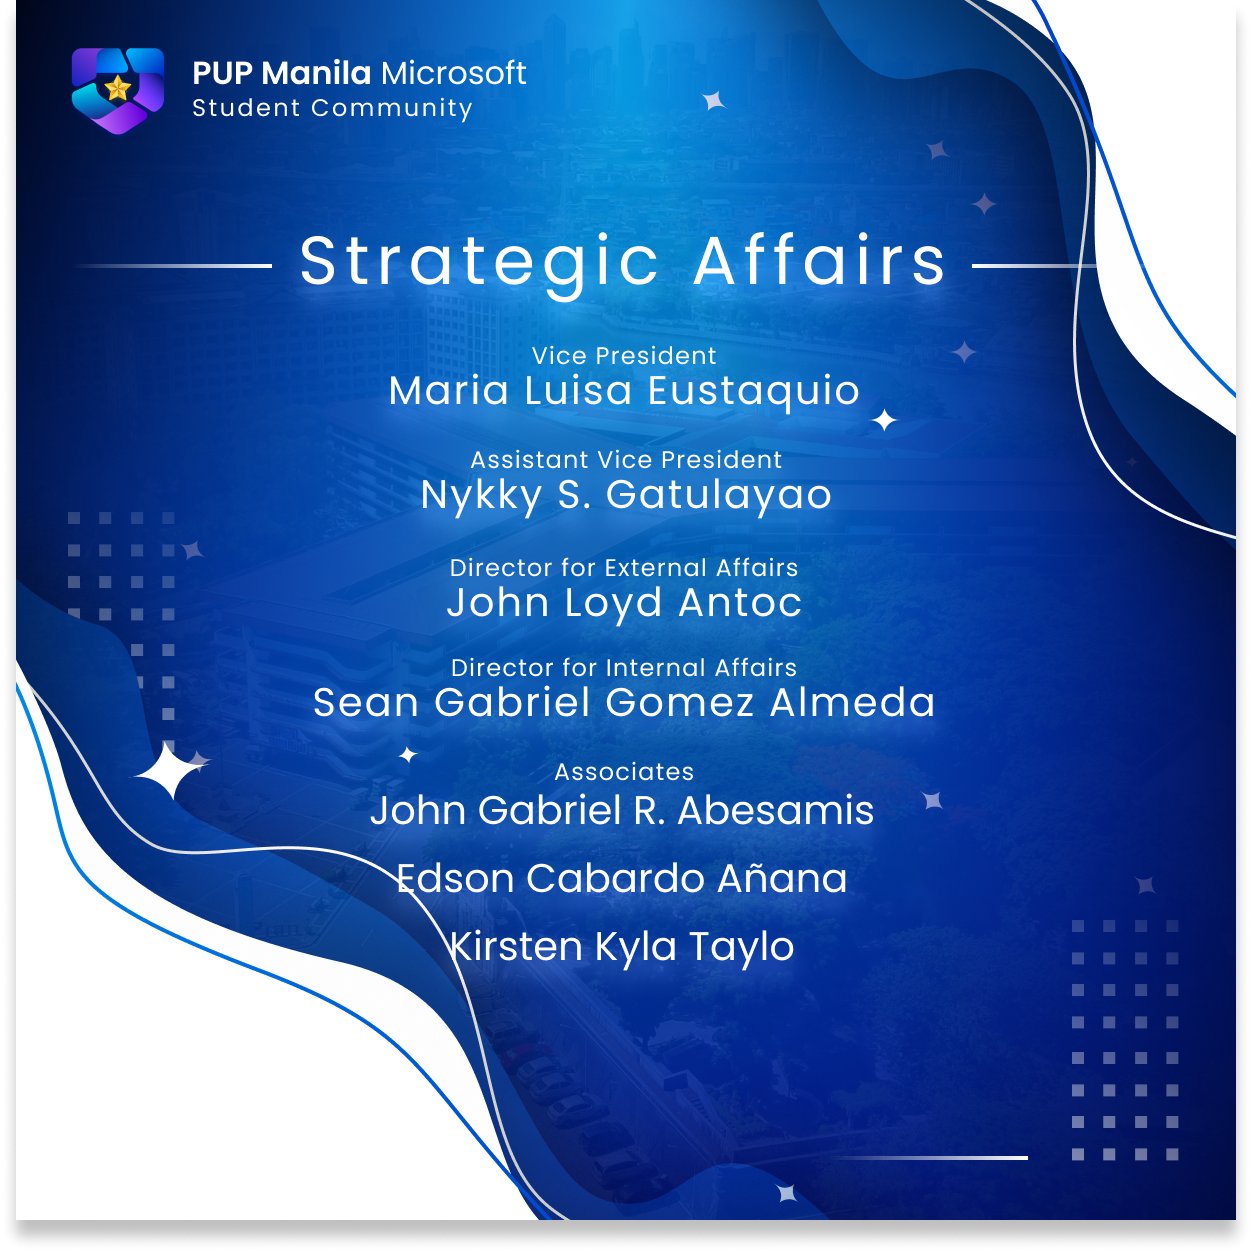 PUP Manila Microsoft
Student Community
Strategic Affairs
Vice President
Maria Luisa Eustaquio
Assistant Vice President
Nykky S. Gatulayao
Director for External Affairs
John Loyd Antoc
Director for Internal Affairs
Sean Gabriel Gomez Almeda
Associates
John Gabriel R. Abesamis
Edson Cabardo Añana
Kirsten Kyla Taylo